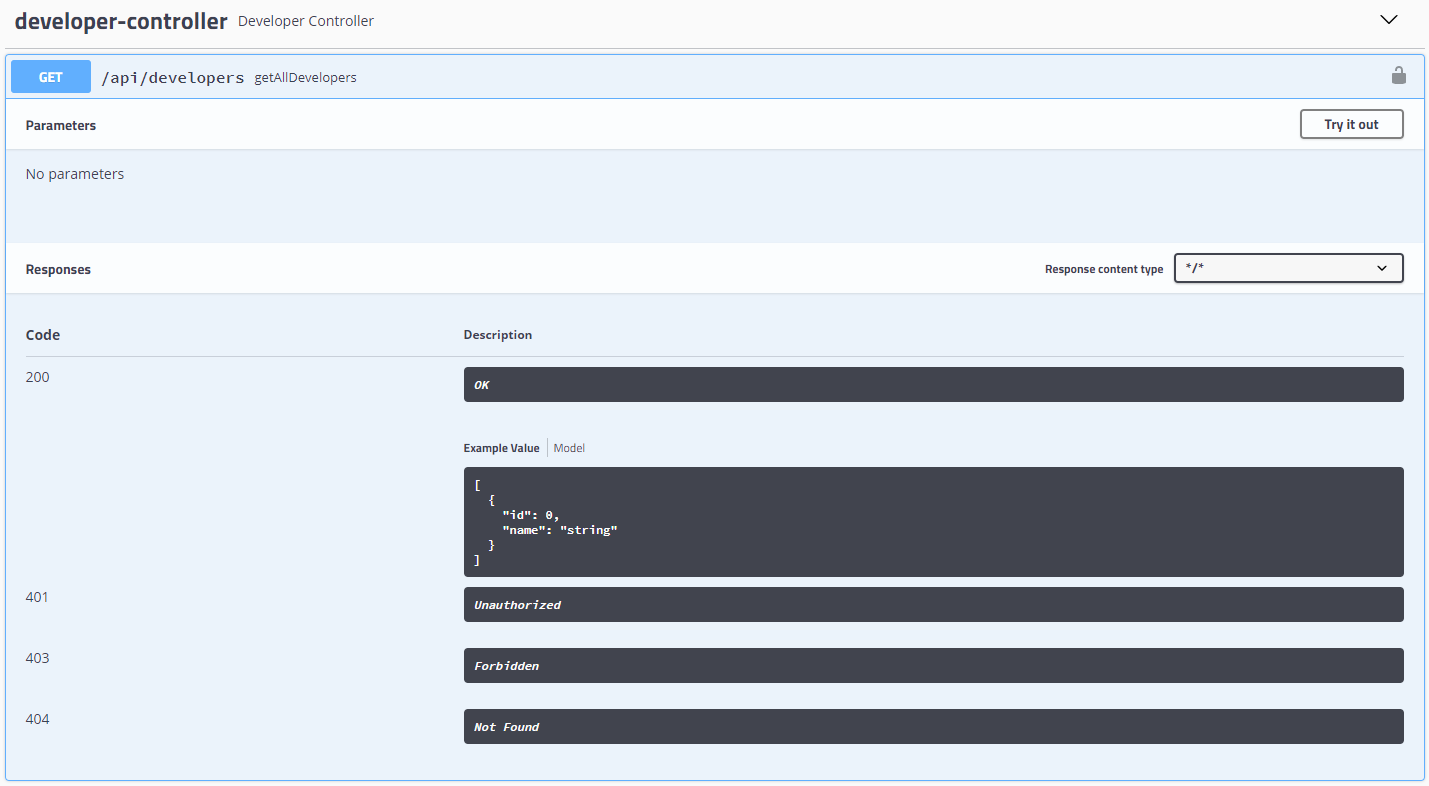 developer-controller Developer Controller
GET /api/developers getAllDevelopers
Parameters Try it out
No parameters
Responses Response content type */*
Code Description
200 OK
Example Value Model
[
  {
    "id": 0,
    "name": "string"
  }
]
401 Unauthorized
403 Forbidden
404 Not Found